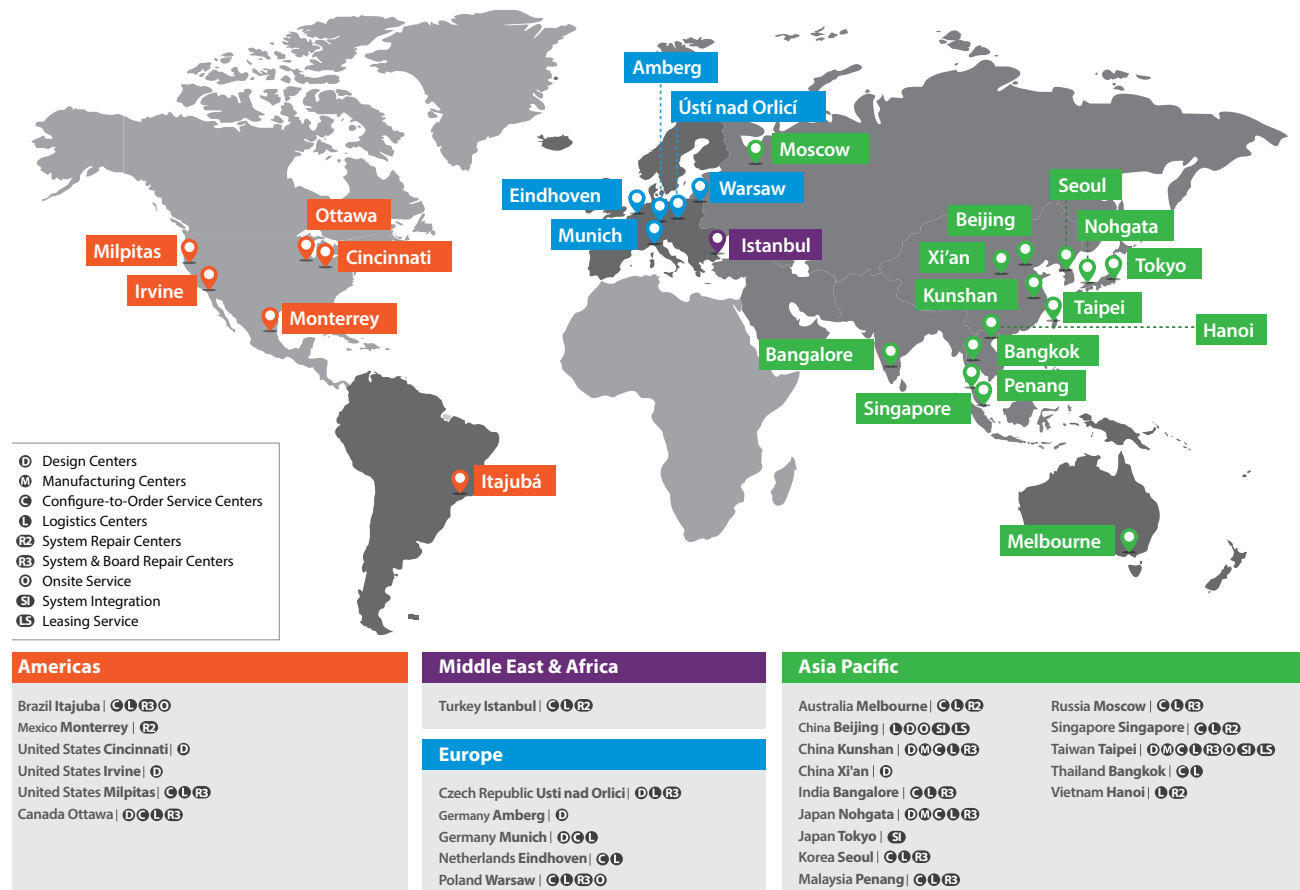 Amberg
Ústí nad Orlicí
Moscow
Eindhoven
Warsaw
Seoul
Ottawa
Beijing
Nohgata
Munich
Istanbul
Milpitas
Cincinnati
Xi'an
Tokyo
Irvine
Kunshan
Taipei
Monterrey
Hanoi
Bangalore
Bangkok
Penang
Singapore
Itajubá
Melbourne
D Design Centers
M Manufacturing Centers
C Configure-to-Order Service Centers
L Logistics Centers
R2 System Repair Centers
R3 System & Board Repair Centers
O Onsite Service
SI System Integration
LS Leasing Service
Americas
Brazil Itajuba | C L R3 O
Mexico Monterrey | R2
United States Cincinnati | D
United States Irvine | D
United States Milpitas | C L R3
Canada Ottawa | D C L R3
Middle East & Africa
Turkey Istanbul | C L R2
Europe
Czech Republic Usti nad Orlici | D L R3
Germany Amberg | D
Germany Munich | D C L
Netherlands Eindhoven | C L
Poland Warsaw | C L R3 O
Asia Pacific
Australia Melbourne | C L R2
China Beijing | L D O SI LS
China Kunshan | D M C L R3
China Xi'an | D
India Bangalore | C L R3
Japan Nohgata | D M C L R3
Japan Tokyo | SI
Korea Seoul | C L R3
Malaysia Penang | C L R3
Russia Moscow | C L R3
Singapore Singapore | C L R2
Taiwan Taipei | D M C L R3 O SI LS
Thailand Bangkok | C L
Vietnam Hanoi | L R2